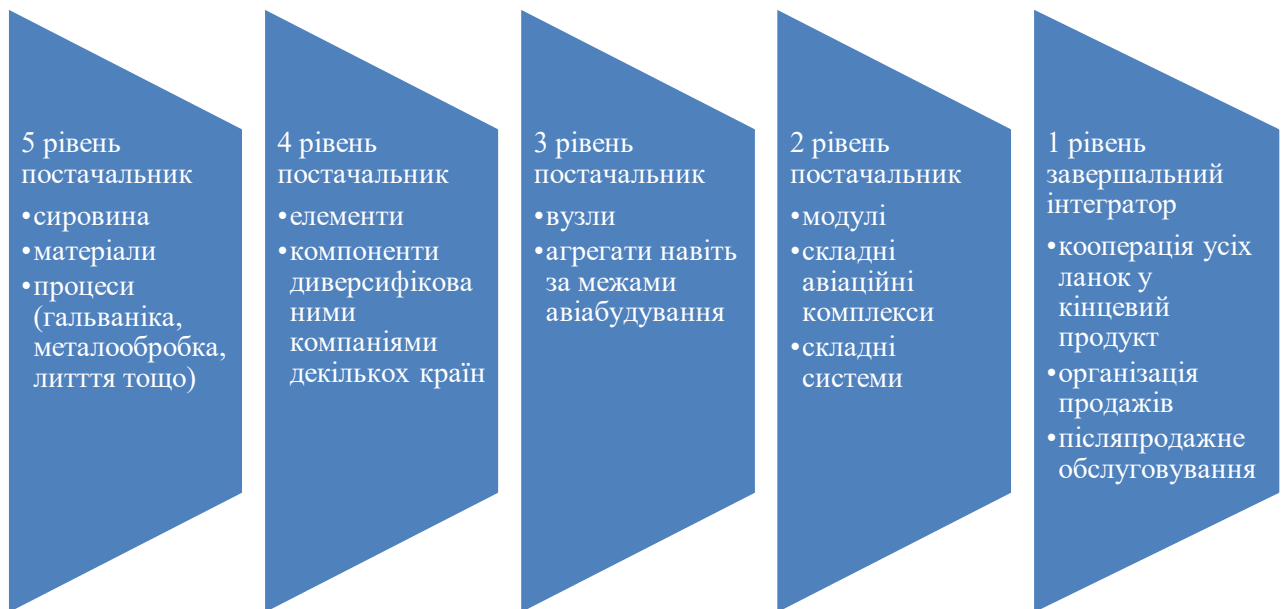 5 рівень
постачальник
•сировина
•матеріали
•процеси
(гальваніка,
металообробка,
литття тощо)
4 рівень
постачальник
•елементи
•компоненти
диверсифікова
ними
компаніями
декількох країн
3 рівень
постачальник
•вузли
•агрегати навіть
за межами
авіабудування
2 рівень
постачальник
•модулі
•складні
авіаційні
комплекси
•складні
системи
1 рівень
завершальний
інтегратор
•кооперація усіх
ланок у
кінцевий
продукт
•організація
продажів
•післяпродажне
обслуговування